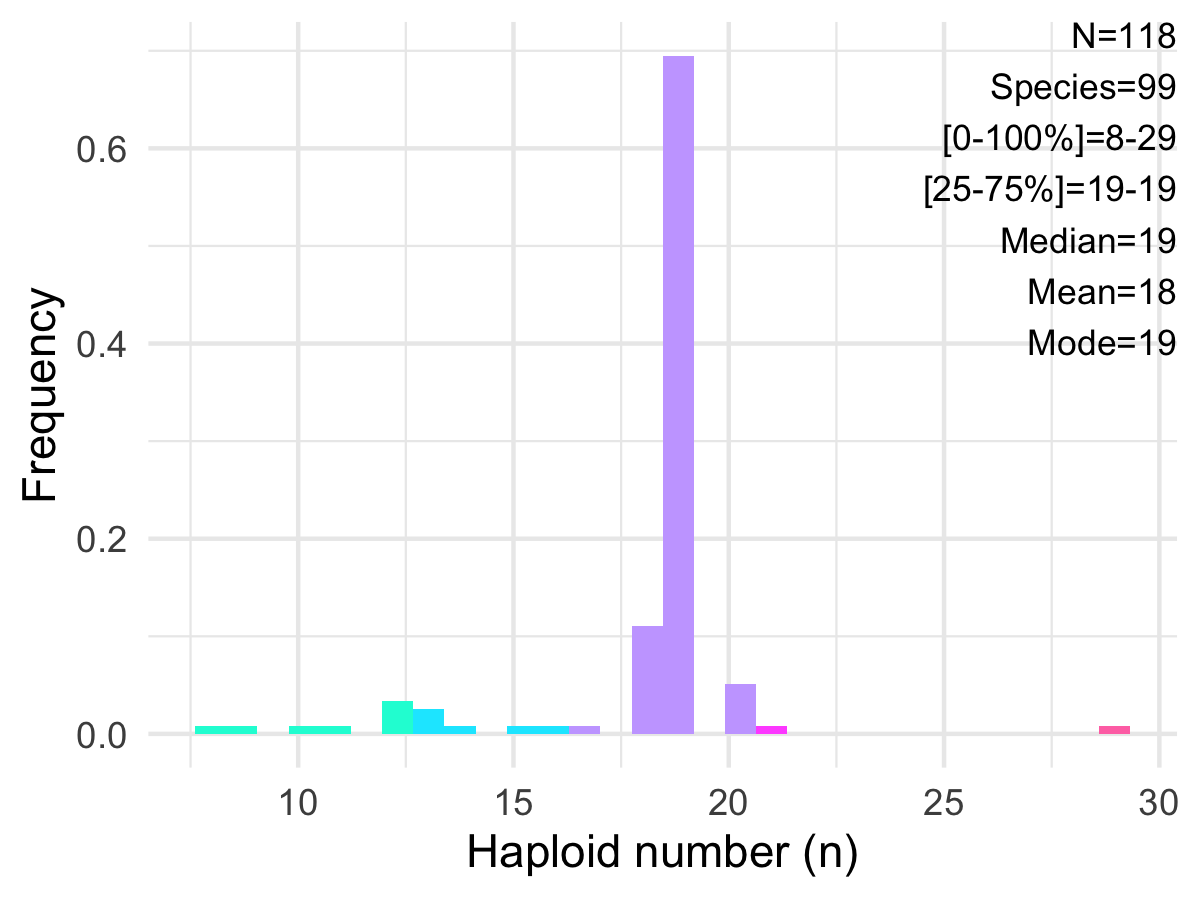 N=118
Species=99
[0-100%]=8-29
[25-75%]=19-19
Median=19
Mean=18
Mode=19
Frequency
0.6
0.4
0.2
0.0
10 15 20 25 30
Haploid number (n)